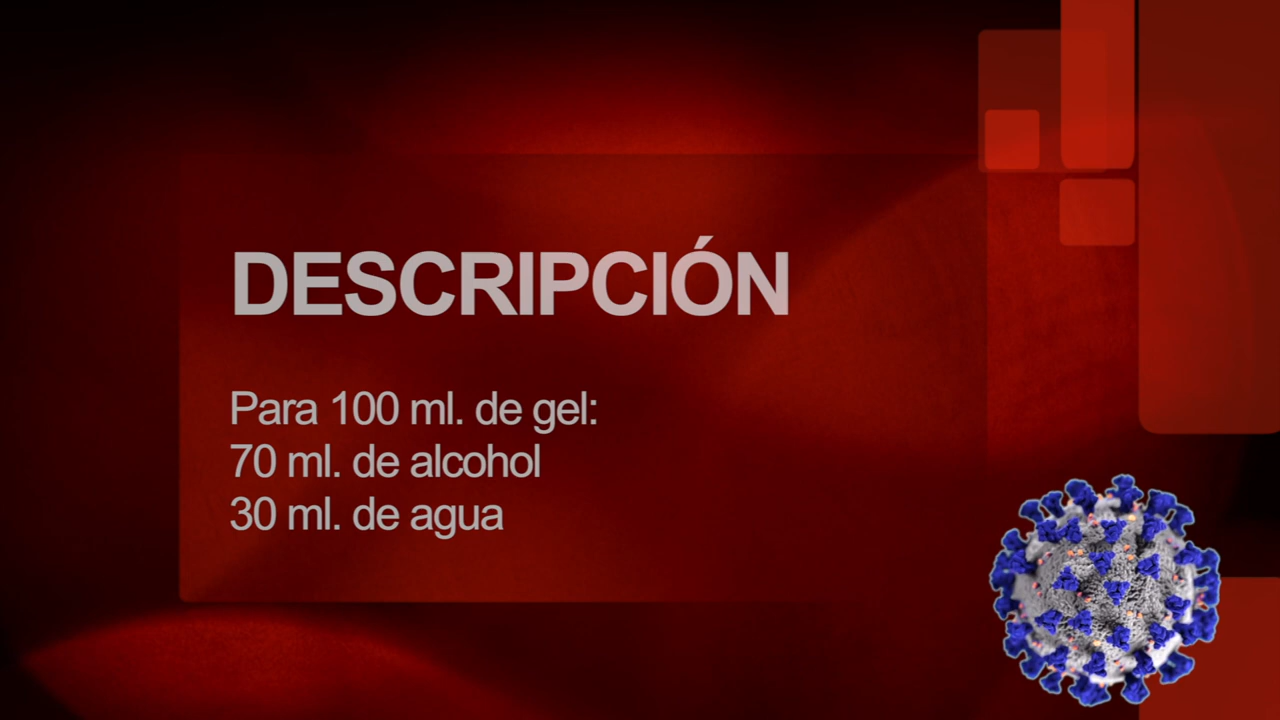 DESCRIPCIÓN
Para 100 ml. de gel:
70 ml. de alcohol
30 ml. de agua